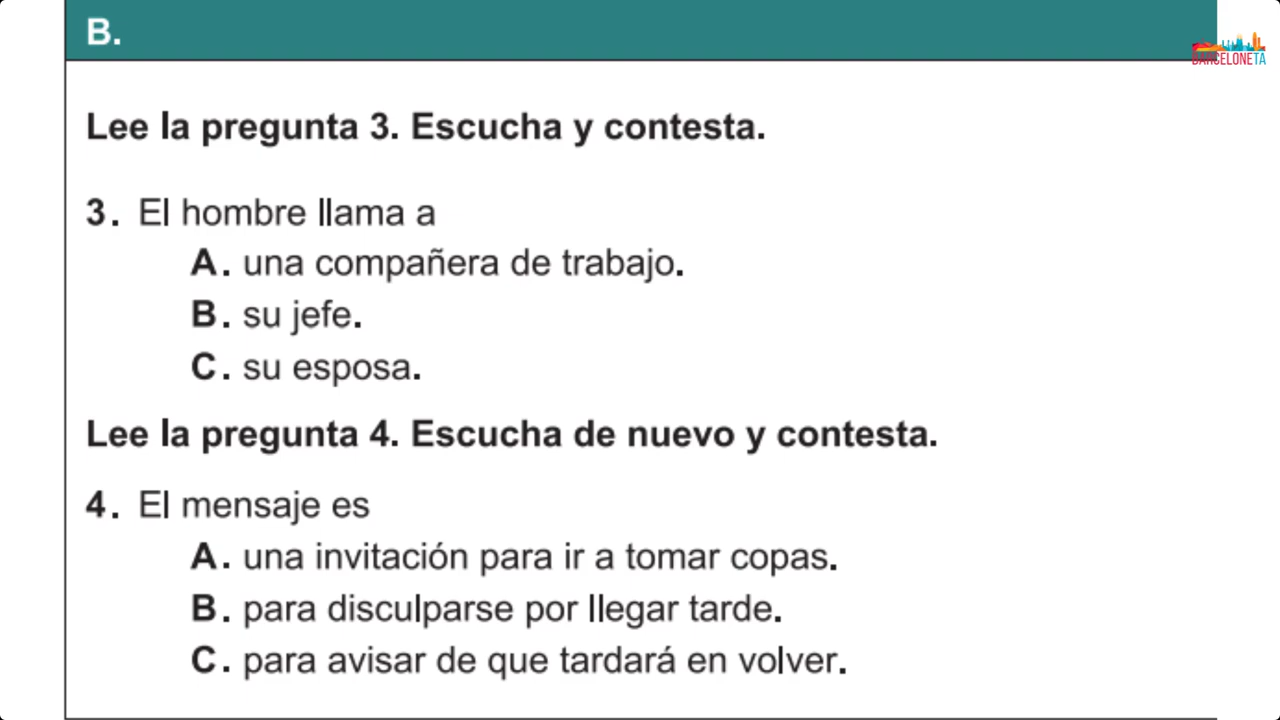 B.
BARCELONETA
Lee la pregunta 3. Escucha y contesta.
3. El hombre llama a
A. una compañera de trabajo.
B. su jefe.
C. su esposa.
Lee la pregunta 4. Escucha de nuevo y contesta.
4. El mensaje es
A. una invitación para ir a tomar copas.
B. para disculparse por llegar tarde.
C. para avisar de que tardará en volver.